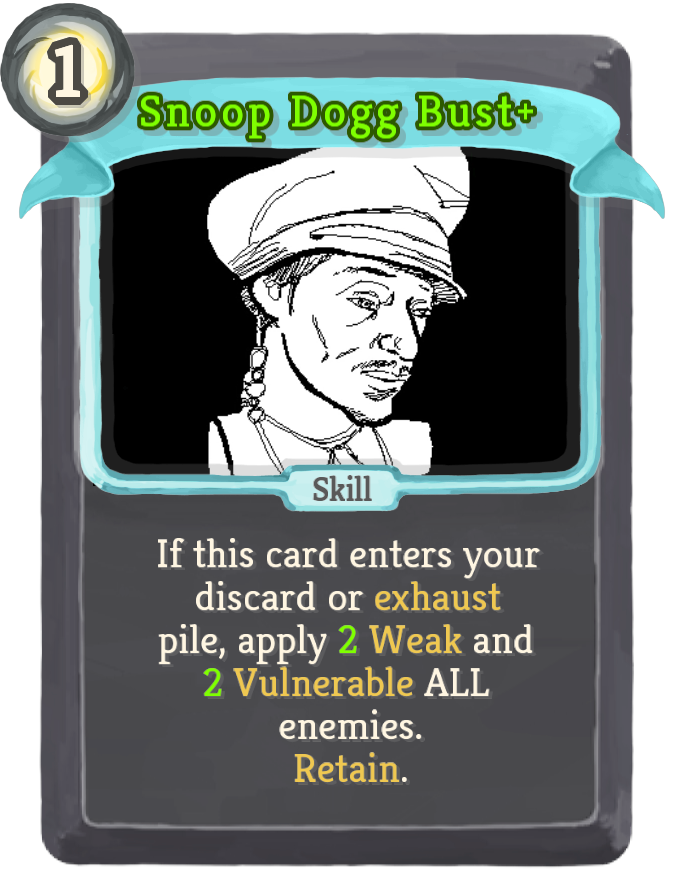 1
Snoop Dogg Bust+
Skill
If this card enters your
discard or exhaust
pile, apply 2 Weak and
2 Vulnerable ALL
enemies.
Retain.